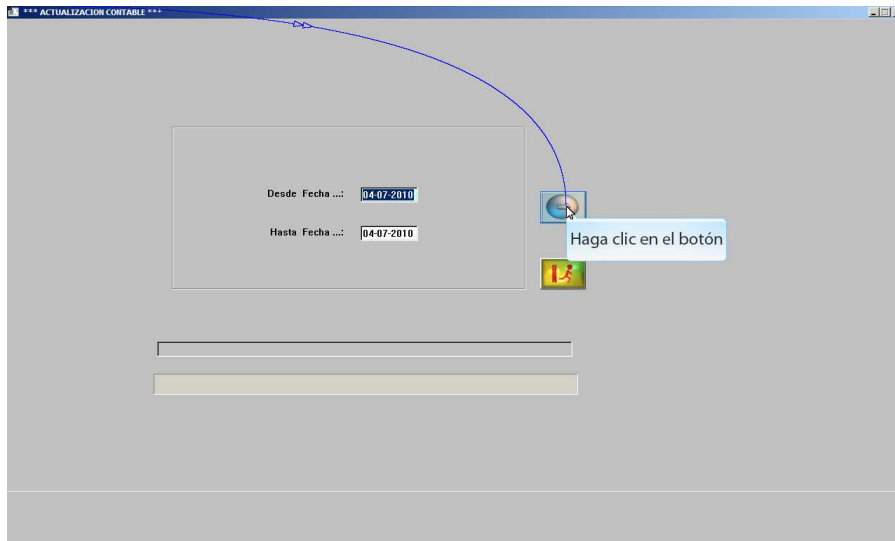 *** ACTUALIZACION CONTABLE ***
Desde Fecha ...: 04-07-2010
Hasta Fecha ...: 04-07-2010
Haga clic en el botón